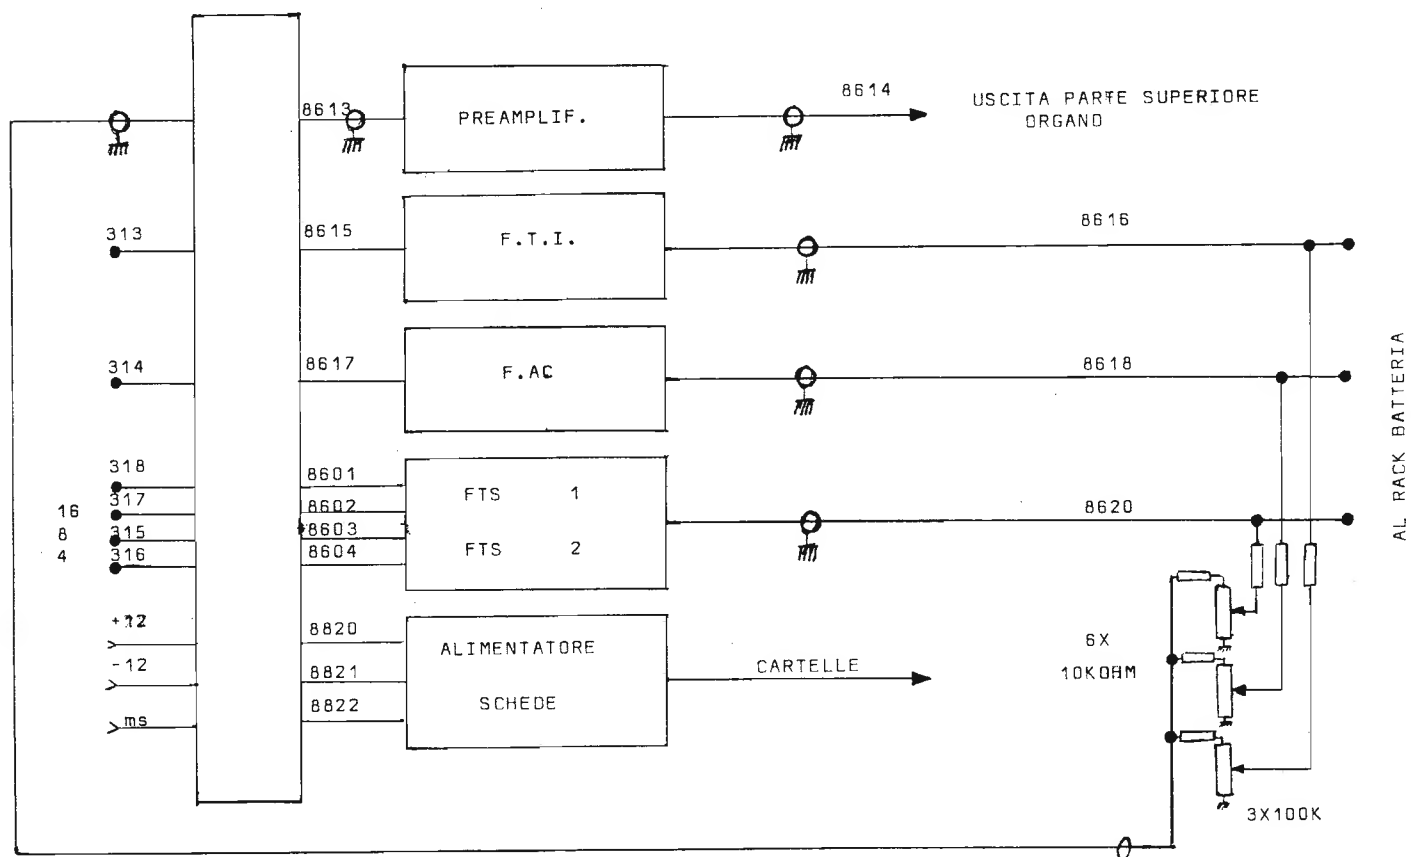 8613
PREAMPLIF.
8614
USCITA PARTE SUPERIORE
ORGANO
313
8615
F.T.I.
8616
314
8617
F.AC
8618
AL RACK BATTERIA
318
8601
FTS 1
16
317
8602
8620
8
315
8603
4
316
8604
FTS 2
+12
8820
ALIMENTATORE
-12
8821
CARTELLE
SCHEDE
ms
8822
6X
10KOHM
3X100K